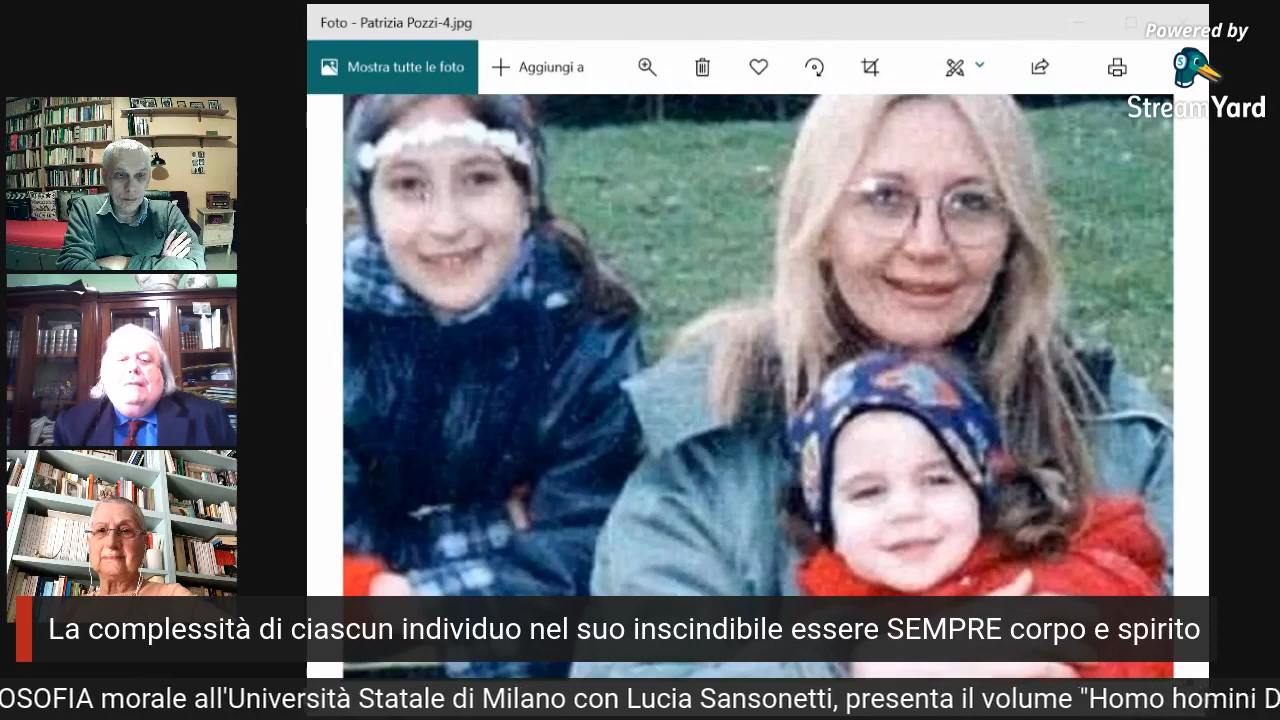 Foto - Patrizia Pozzi-4.jpg
Powered by
Mostra tutte le foto
Aggiungi a
S
StreamYard
La complessità di ciascun individuo nel suo inscindibile essere SEMPRE corpo e spirito
OSOFIA morale all'Università Statale di Milano con Lucia Sansonetti, presenta il volume "Homo homini D